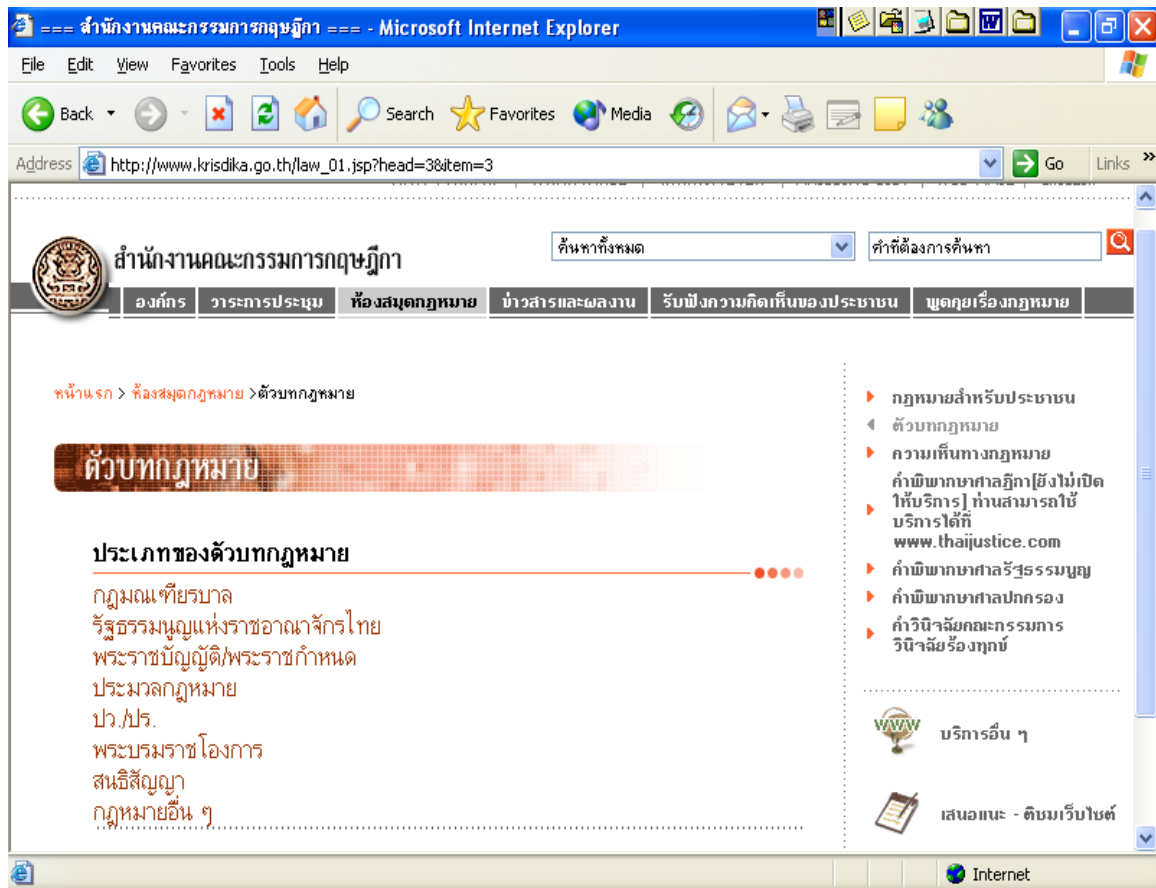 === สำนักงานคณะกรรมการกฤษฎีกา === - Microsoft Internet Explorer
File Edit View Favorites Tools Help
Back Search Favorites Media
Address http://www.krisdika.go.th/law_01.jsp?head=3&item=3 Go Links »
สำนักงานคณะกรรมการกฤษฎีกา
ค้นหาทั้งหมด
คำที่ต้องการค้นหา
องค์กร วาระการประชุม ห้องสมุดกฎหมาย ข่าวสารและผลงาน รับฟังความคิดเห็นของประชาชน พูดคุยเรื่องกฎหมาย
หน้าแรก > ห้องสมุดกฎหมาย >ตัวบทกฎหมาย
ตัวบทกฎหมาย
ประเภทของตัวบทกฎหมาย
กฎมณเฑียรบาล
รัฐธรรมนูญแห่งราชอาณาจักรไทย
พระราชบัญญัติ/พระราชกำหนด
ประมวลกฎหมาย
ปว./ปร.
พระบรมราชโองการ
สนธิสัญญา
กฎหมายอื่น ๆ
กฎหมายสำหรับประชาชน
ตัวบทกฎหมาย
ความเห็นทางกฎหมาย
คำพิพากษาศาลฎีกา[ยังไม่เปิด
ให้บริการ] ท่านสามารถใช้
บริการได้ที่
www.thaijustice.com
คำพิพากษาศาลรัฐธรรมนูญ
คำพิพากษาศาลปกครอง
คำวินิจฉัยคณะกรรมการ
วินิจฉัยร้องทุกข์
WWW
บริการอื่น ๆ
เสนอแนะ - ติชมเว็บไซต์
Internet